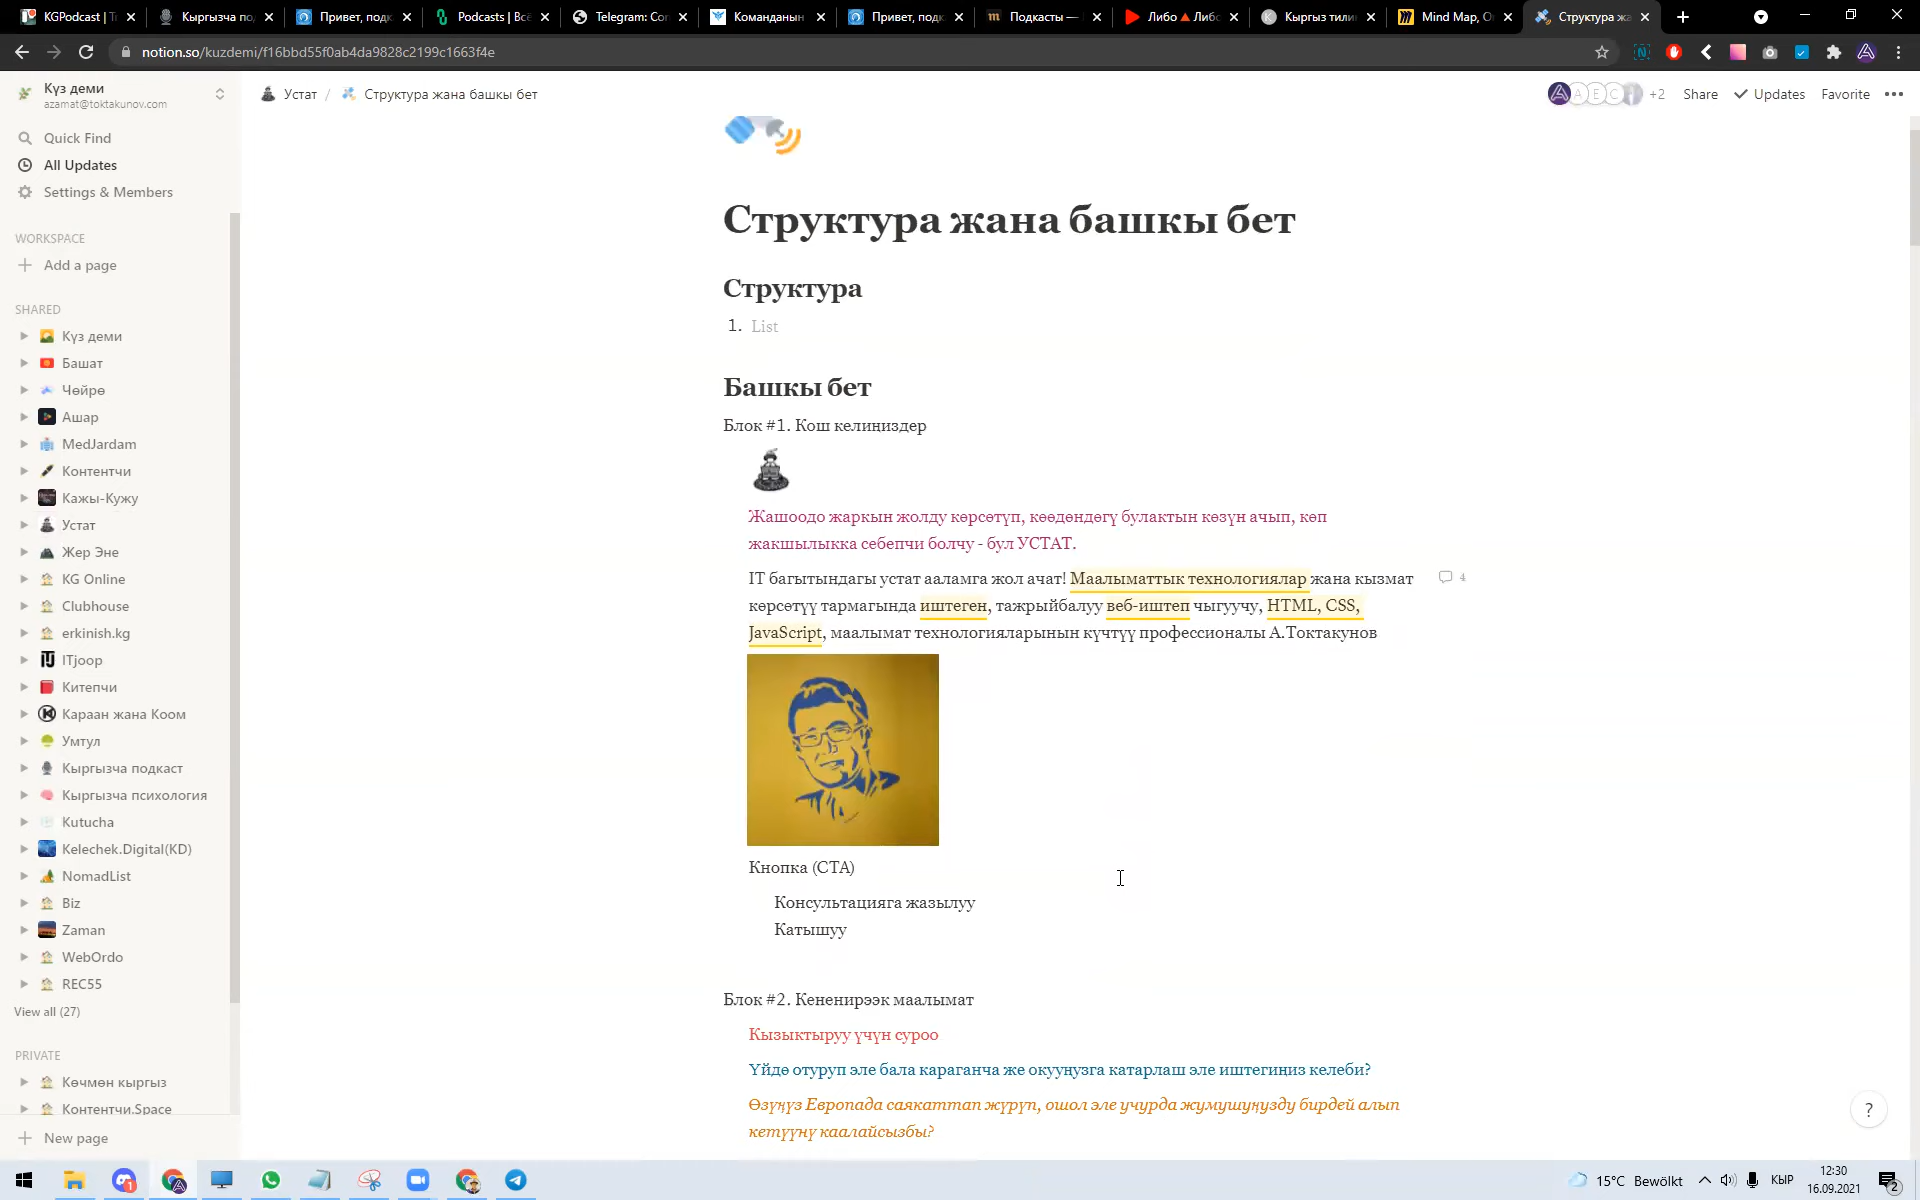 KGPodcast | T
Кыргызча по
Привет, подк
Podcasts | Всё
Telegram: Con
Команданын
Привет, подк
Подкасты —
Либо
Либо
Кыргыз тили
Mind Map, O
Структура жа
notion.so/kuzdemi/f16bbd55f0ab4da9828c2199c1663f4e
Күз деми
azamat@toktakunov.com
Устат / Структура жана башкы бет
A E C +2 Share Updates Favorite
Quick Find
All Updates
Settings & Members
WORKSPACE
Add a page
SHARED
Күз деми
Башат
Чөйрө
Ашар
MedJardam
Контентчи
Кажы-Кужу
Устат
Жер Эне
KG Online
Clubhouse
erkinish.kg
ITjoop
Китепчи
Караан жана Коом
Умтул
Кыргызча подкаст
Кыргызча психология
Kutucha
Kelechek.Digital(KD)
NomadList
Biz
Zaman
WebOrdo
REC55
View all (27)
PRIVATE
Көчмөн кыргыз
Контентчи.Space
New page
Структура жана башкы бет
Структура
1. List
Башкы бет
Блок #1. Кош келиңиздер
Жашоодо жаркын жолду көрсөтүп, көөдөндөгү булактын көзүн ачып, көп
жакшылыкка себепчи болчу - бул УСТАТ.
IT багытындагы устат ааламга жол ачат! Маалыматтык технологиялар жана кызмат
4
көрсөтүү тармагында иштеген, тажрыйбалуу веб-иштеп чыгуучу, HTML, CSS,
JavaScript, маалымат технологияларынын күчтүү профессионалы А.Токтакунов
Кнопка (CTA)
Консультацияга жазылуу
Катышуу
Блок #2. Кененирээк маалымат
Кызыктыруу үчүн суроо
Үйдө отуруп эле бала караганча же окууңузга катарлаш эле иштегиңиз келеби?
Өзүңүз Европада саякаттап жүрүп, ошол эле учурда жумушуңузду бирдей алып
кетүүнү каалайсызбы?
?
15°C Bewölkt
КЫР
12:30
16.09.2021
2